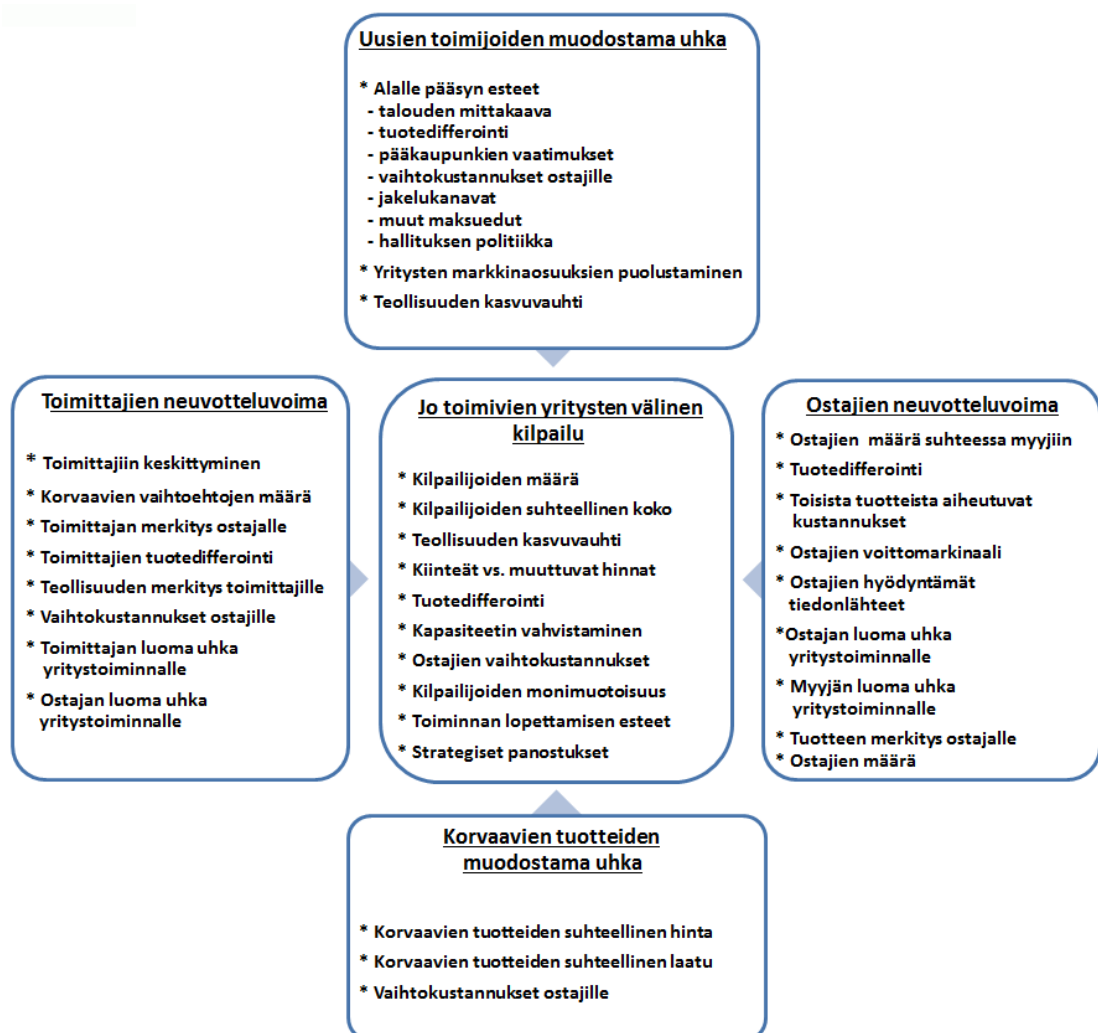 Uusien toimijoiden muodostama uhka
* Alalle pääsyn esteet
- talouden mittakaava
- tuotedifferointi
- pääkaupunkien vaatimukset
- vaihtokustannukset ostajille
- jakelukanavat
- muut maksuedut
- hallituksen politiikka
* Yritysten markkinaosuuksien puolustaminen
* Teollisuuden kasvuvauhti
Toimittajien neuvotteluvoima
* Toimittajiin keskittyminen
* Korvaavien vaihtoehtojen määrä
* Toimittajan merkitys ostajalle
* Toimittajien tuotedifferointi
* Teollisuuden merkitys toimittajille
* Vaihtokustannukset ostajille
* Toimittajan luoma uhka
yritystoiminnalle
* Ostajan luoma uhka
yritystoiminnalle
Jo toimivien yritysten välinen
kilpailu
* Kilpailijoiden määrä
* Kilpailijoiden suhteellinen koko
* Teollisuuden kasvuvauhti
* Kiinteät vs. muuttuvat hinnat
* Tuotedifferointi
* Kapasiteetin vahvistaminen
* Ostajien vaihtokustannukset
* Kilpailijoiden monimuotoisuus
* Toiminnan lopettamisen esteet
* Strategiset panostukset
Ostajien neuvotteluvoima
* Ostajien määrä suhteessa myyjiin
* Tuotedifferointi
* Toisista tuotteista aiheutuvat
kustannukset
* Ostajien voittomarkinaali
* Ostajien hyödyntämät
tiedonlähteet
*Ostajan luoma uhka
yritystoiminnalle
* Myyjän luoma uhka
yritystoiminnalle
* Tuotteen merkitys ostajalle
* Ostajien määrä
Korvaavien tuotteiden
muodostama uhka
* Korvaavien tuotteiden suhteellinen hinta
* Korvaavien tuotteiden suhteellinen laatu
* Vaihtokustannukset ostajille